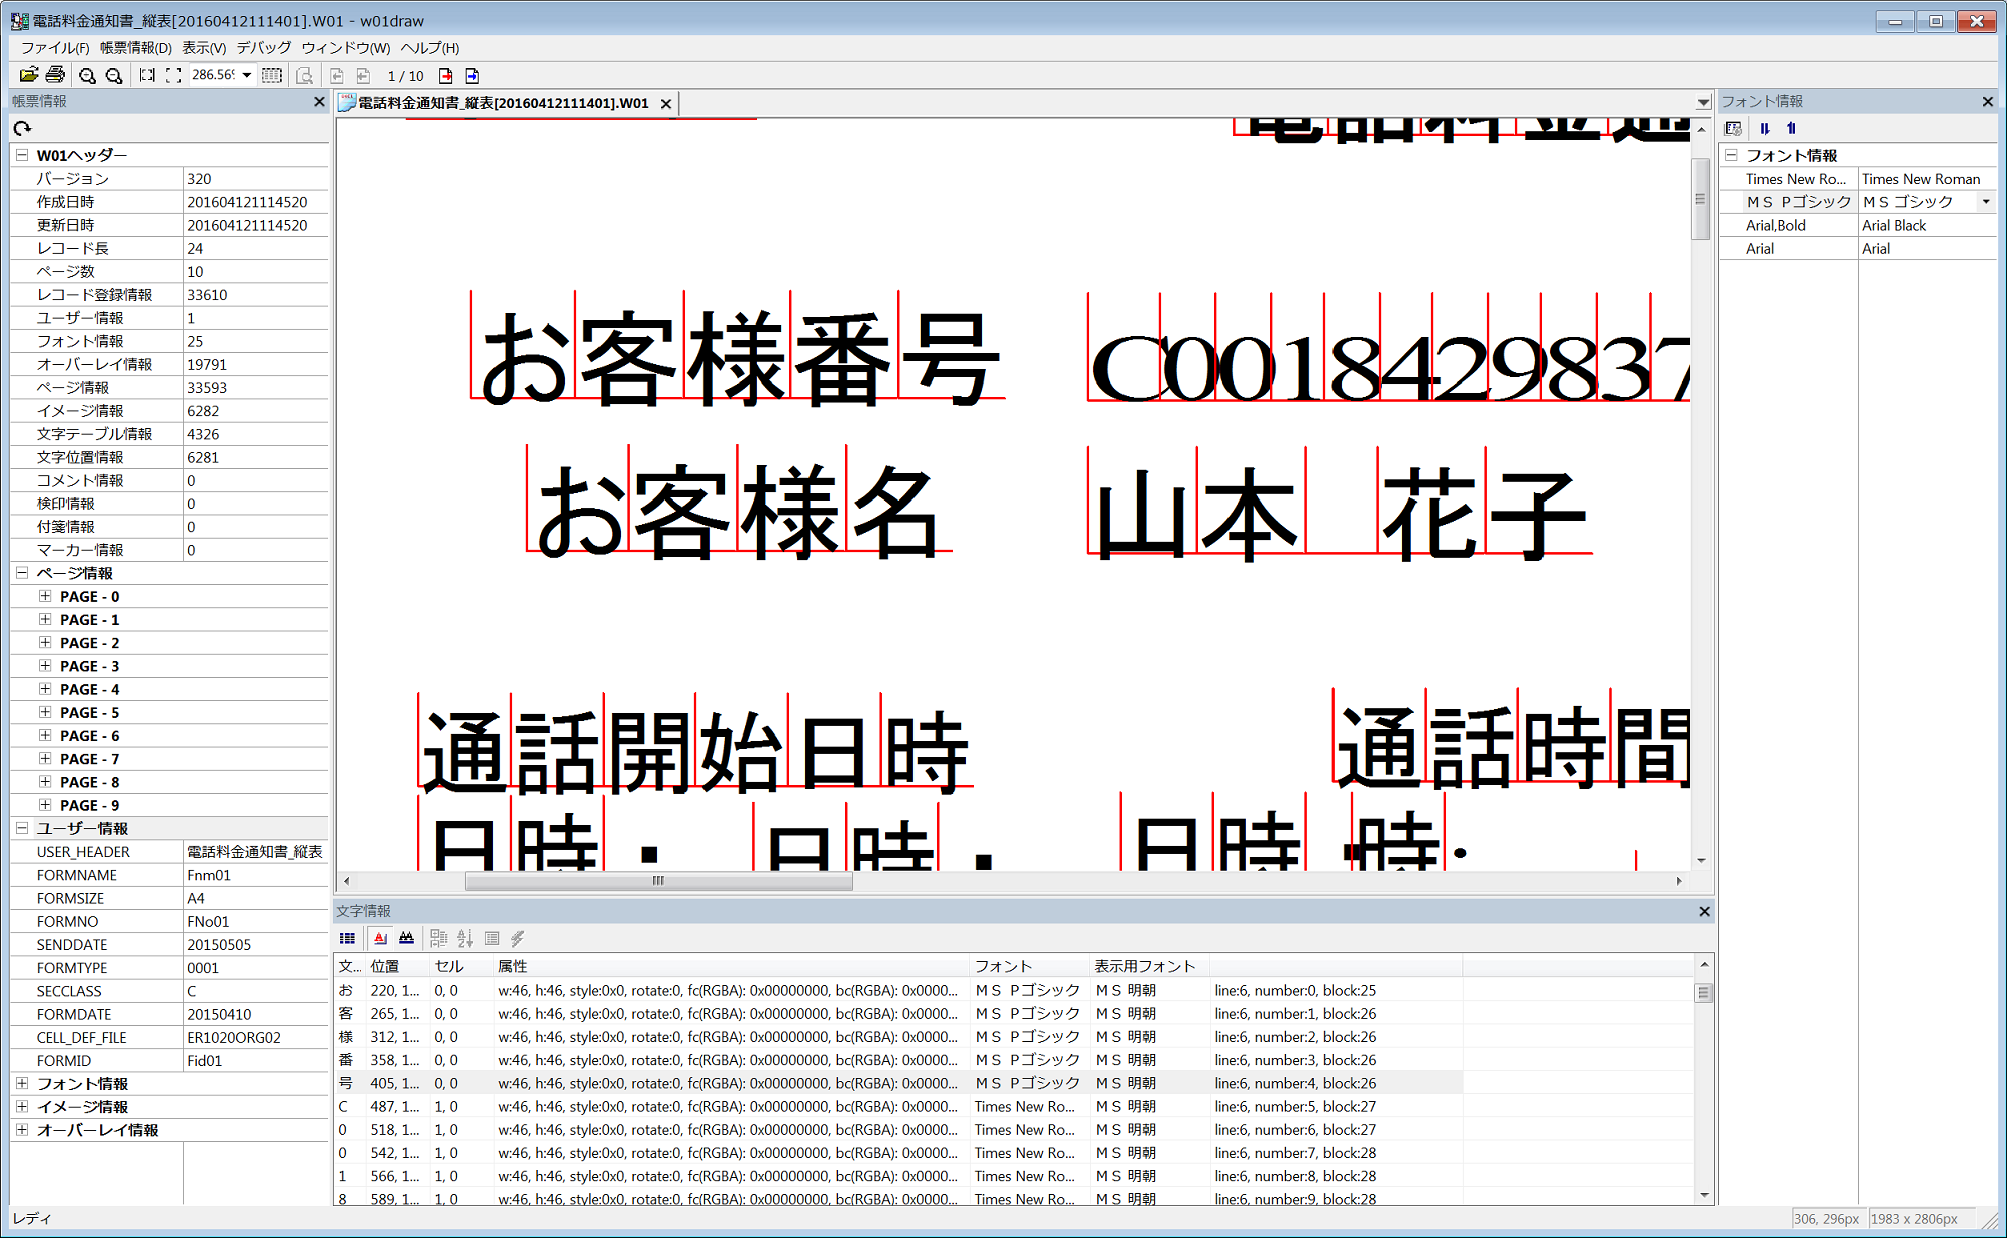 電話料金通知書_縦表[20160412111401].W01 - w01draw
ファイル(F) 帳票情報(D) 表示(V) デバッグ ウィンドウ(W) ヘルプ(H)
286.56% 1 / 10
帳票情報
W01ヘッダー
バージョン 320
作成日時 201604121114520
更新日時 201604121114520
レコード長 24
ページ数 10
レコード登録情報 33610
ユーザー情報 1
フォント情報 25
オーバーレイ情報 19791
ページ情報 33593
イメージ情報 6282
文字テーブル情報 4326
文字位置情報 6281
コメント情報 0
検印情報 0
付箋情報 0
マーカー情報 0
ページ情報
PAGE - 0
PAGE - 1
PAGE - 2
PAGE - 3
PAGE - 4
PAGE - 5
PAGE - 6
PAGE - 7
PAGE - 8
PAGE - 9
ユーザー情報
USER_HEADER 電話料金通知書_縦表
FORMNAME Fnm01
FORMSIZE A4
FORMNO FNo01
SENDDATE 20150505
FORMTYPE 0001
SECCLASS C
FORMDATE 20150410
CELL_DEF_FILE ER1020ORG02
FORMID Fid01
フォント情報
イメージ情報
オーバーレイ情報
電話料金通知書_縦表[20160412111401].W01
電話料金通
お客様番号 C0018429837
お客様名 山本 花子
通話開始日時 通話時間
日時・ 日時・ 日時・時・
文字情報
文... 位置 セル 属性 フォント 表示用フォント
お 220, 1... 0, 0 w:46, h:46, style:0x0, rotate:0, fc(RGBA): 0x00000000, bc(RGBA): 0x0000... ＭＳ Ｐゴシック ＭＳ 明朝 line:6, number:0, block:25
客 265, 1... 0, 0 w:46, h:46, style:0x0, rotate:0, fc(RGBA): 0x00000000, bc(RGBA): 0x0000... ＭＳ Ｐゴシック ＭＳ 明朝 line:6, number:1, block:26
様 312, 1... 0, 0 w:46, h:46, style:0x0, rotate:0, fc(RGBA): 0x00000000, bc(RGBA): 0x0000... ＭＳ Ｐゴシック ＭＳ 明朝 line:6, number:2, block:26
番 358, 1... 0, 0 w:46, h:46, style:0x0, rotate:0, fc(RGBA): 0x00000000, bc(RGBA): 0x0000... ＭＳ Ｐゴシック ＭＳ 明朝 line:6, number:3, block:26
号 405, 1... 0, 0 w:46, h:46, style:0x0, rotate:0, fc(RGBA): 0x00000000, bc(RGBA): 0x0000... ＭＳ Ｐゴシック ＭＳ 明朝 line:6, number:4, block:26
C 487, 1... 1, 0 w:46, h:46, style:0x0, rotate:0, fc(RGBA): 0x00000000, bc(RGBA): 0x0000... Times New Ro... ＭＳ 明朝 line:6, number:5, block:27
0 518, 1... 1, 0 w:46, h:46, style:0x0, rotate:0, fc(RGBA): 0x00000000, bc(RGBA): 0x0000... Times New Ro... ＭＳ 明朝 line:6, number:6, block:27
0 542, 1... 1, 0 w:46, h:46, style:0x0, rotate:0, fc(RGBA): 0x00000000, bc(RGBA): 0x0000... Times New Ro... ＭＳ 明朝 line:6, number:7, block:28
1 566, 1... 1, 0 w:46, h:46, style:0x0, rotate:0, fc(RGBA): 0x00000000, bc(RGBA): 0x0000... Times New Ro... ＭＳ 明朝 line:6, number:8, block:28
8 589, 1... 1, 0 w:46, h:46, style:0x0, rotate:0, fc(RGBA): 0x00000000, bc(RGBA): 0x0000... Times New Ro... ＭＳ 明朝 line:6, number:9, block:28
フォント情報
フォント情報
Times New Ro... Times New Roman
ＭＳ Ｐゴシック ＭＳ ゴシック
Arial,Bold Arial Black
Arial Arial
レディ 306, 296px 1983 x 2806px